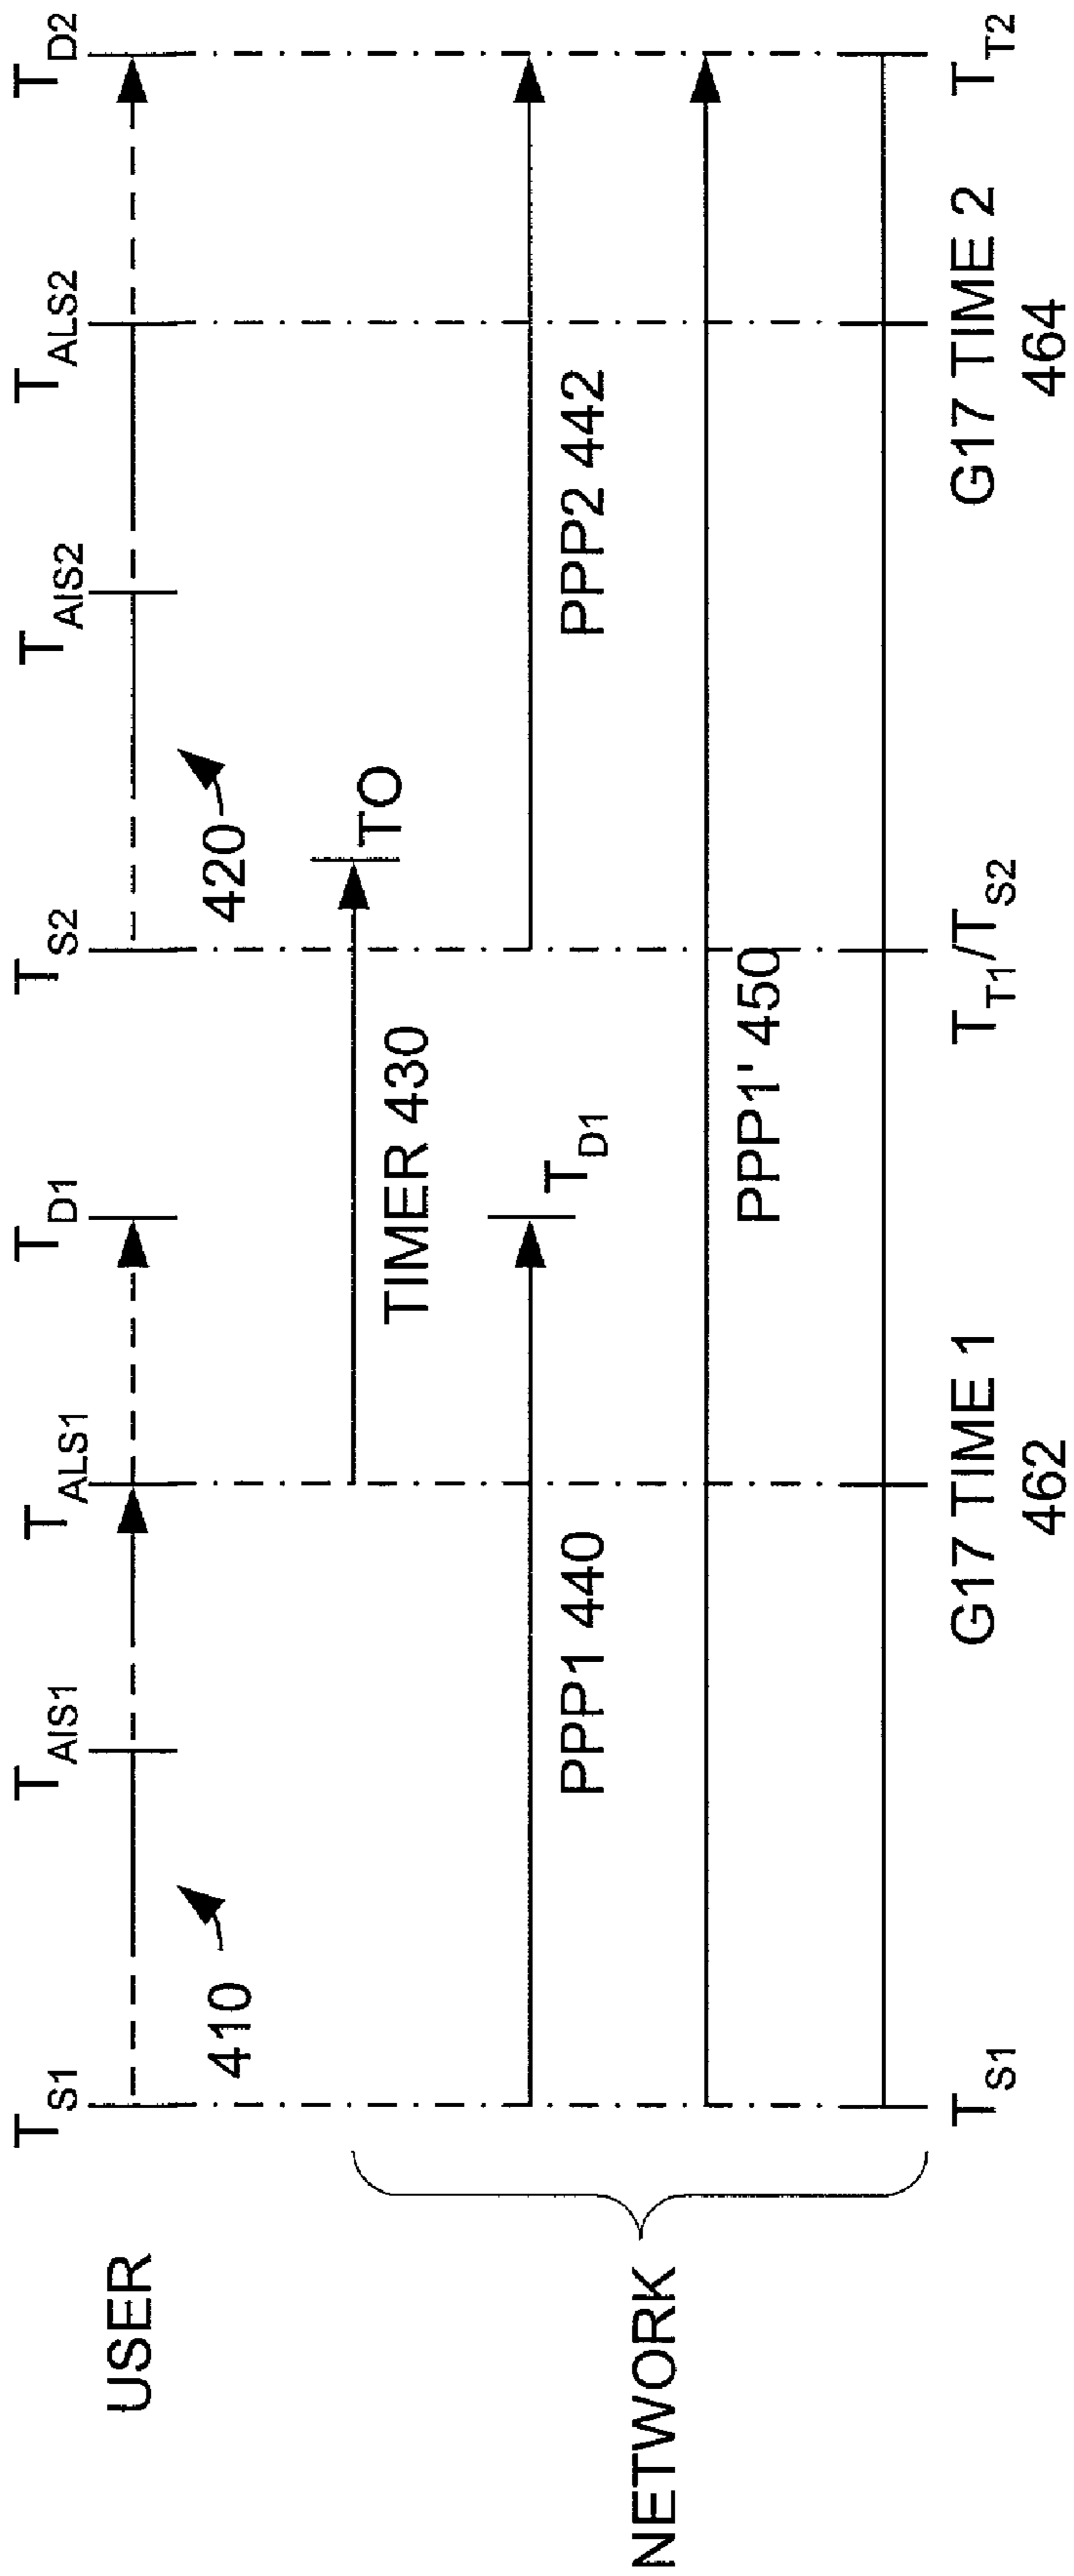 USER
T_S1
T_AIS1
T_ALS1
T_D1
T_S2
T_AIS2
T_ALS2
T_D2
410
420
TIMER 430
TO
NETWORK
PPP1 440
T_D1
PPP2 442
PPP1' 450
T_S1
G17 TIME 1
462
T_T1/T_S2
G17 TIME 2
464
T_T2